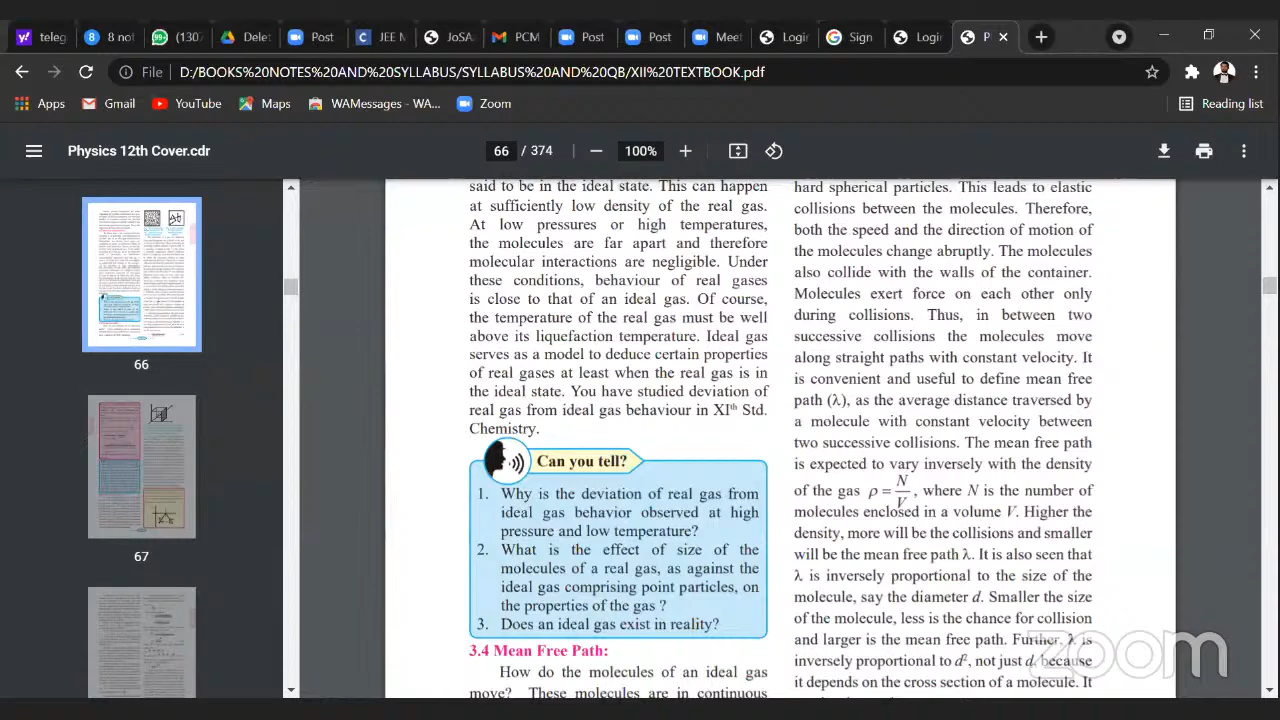 teleg
8 not
(130
Delet
Post
JEE M
JoSA
PCM
Post
Post
Meet
Logir
Sign
Logir
P
File
D:/BOOKS%20NOTES%20AND%20SYLLABUS/SYLLABUS%20AND%20QB/XII%20TEXTBOOK.pdf
Apps
Gmail
YouTube
Maps
WAMessages - WA...
Zoom
Reading list
Physics 12th Cover.cdr
66 / 374
100%
66
67
said to be in the ideal state. This can happen
at sufficiently low density of the real gas.
At low pressures or high temperatures,
the molecules are far apart and therefore
molecular interactions are negligible. Under
these conditions, behaviour of real gases
is close to that of an ideal gas. Of course,
the temperature of the real gas must be well
above its liquefaction temperature. Ideal gas
serves as a model to deduce certain properties
of real gases at least when the real gas is in
the ideal state. You have studied deviation of
real gas from ideal gas behaviour in XIth Std.
Chemistry.
Can you tell?
1. Why is the deviation of real gas from
ideal gas behavior observed at high
pressure and low temperature?
2. What is the effect of size of the
molecules of a real gas, as against the
ideal gas comprising point particles, on
the properties of the gas ?
3. Does an ideal gas exist in reality?
3.4 Mean Free Path:
How do the molecules of an ideal gas
move? These molecules are in continuous
hard spherical particles. This leads to elastic
collisions between the molecules. Therefore,
both the speed and the direction of motion of
the molecules change abruptly. The molecules
also collide with the walls of the container.
Molecules exert force on each other only
during collisions. Thus, in between two
successive collisions the molecules move
along straight paths with constant velocity. It
is convenient and useful to define mean free
path (λ), as the average distance traversed by
a molecule with constant velocity between
two successive collisions. The mean free path
is expected to vary inversely with the density
of the gas ρ = N/V, where N is the number of
molecules enclosed in a volume V. Higher the
density, more will be the collisions and smaller
will be the mean free path λ. It is also seen that
λ is inversely proportional to the size of the
molecule, say the diameter d. Smaller the size
of the molecule, less is the chance for collision
and larger is the mean free path. Further λ is
inversely proportional to d², not just d, because
it depends on the cross section of a molecule. It
zoom